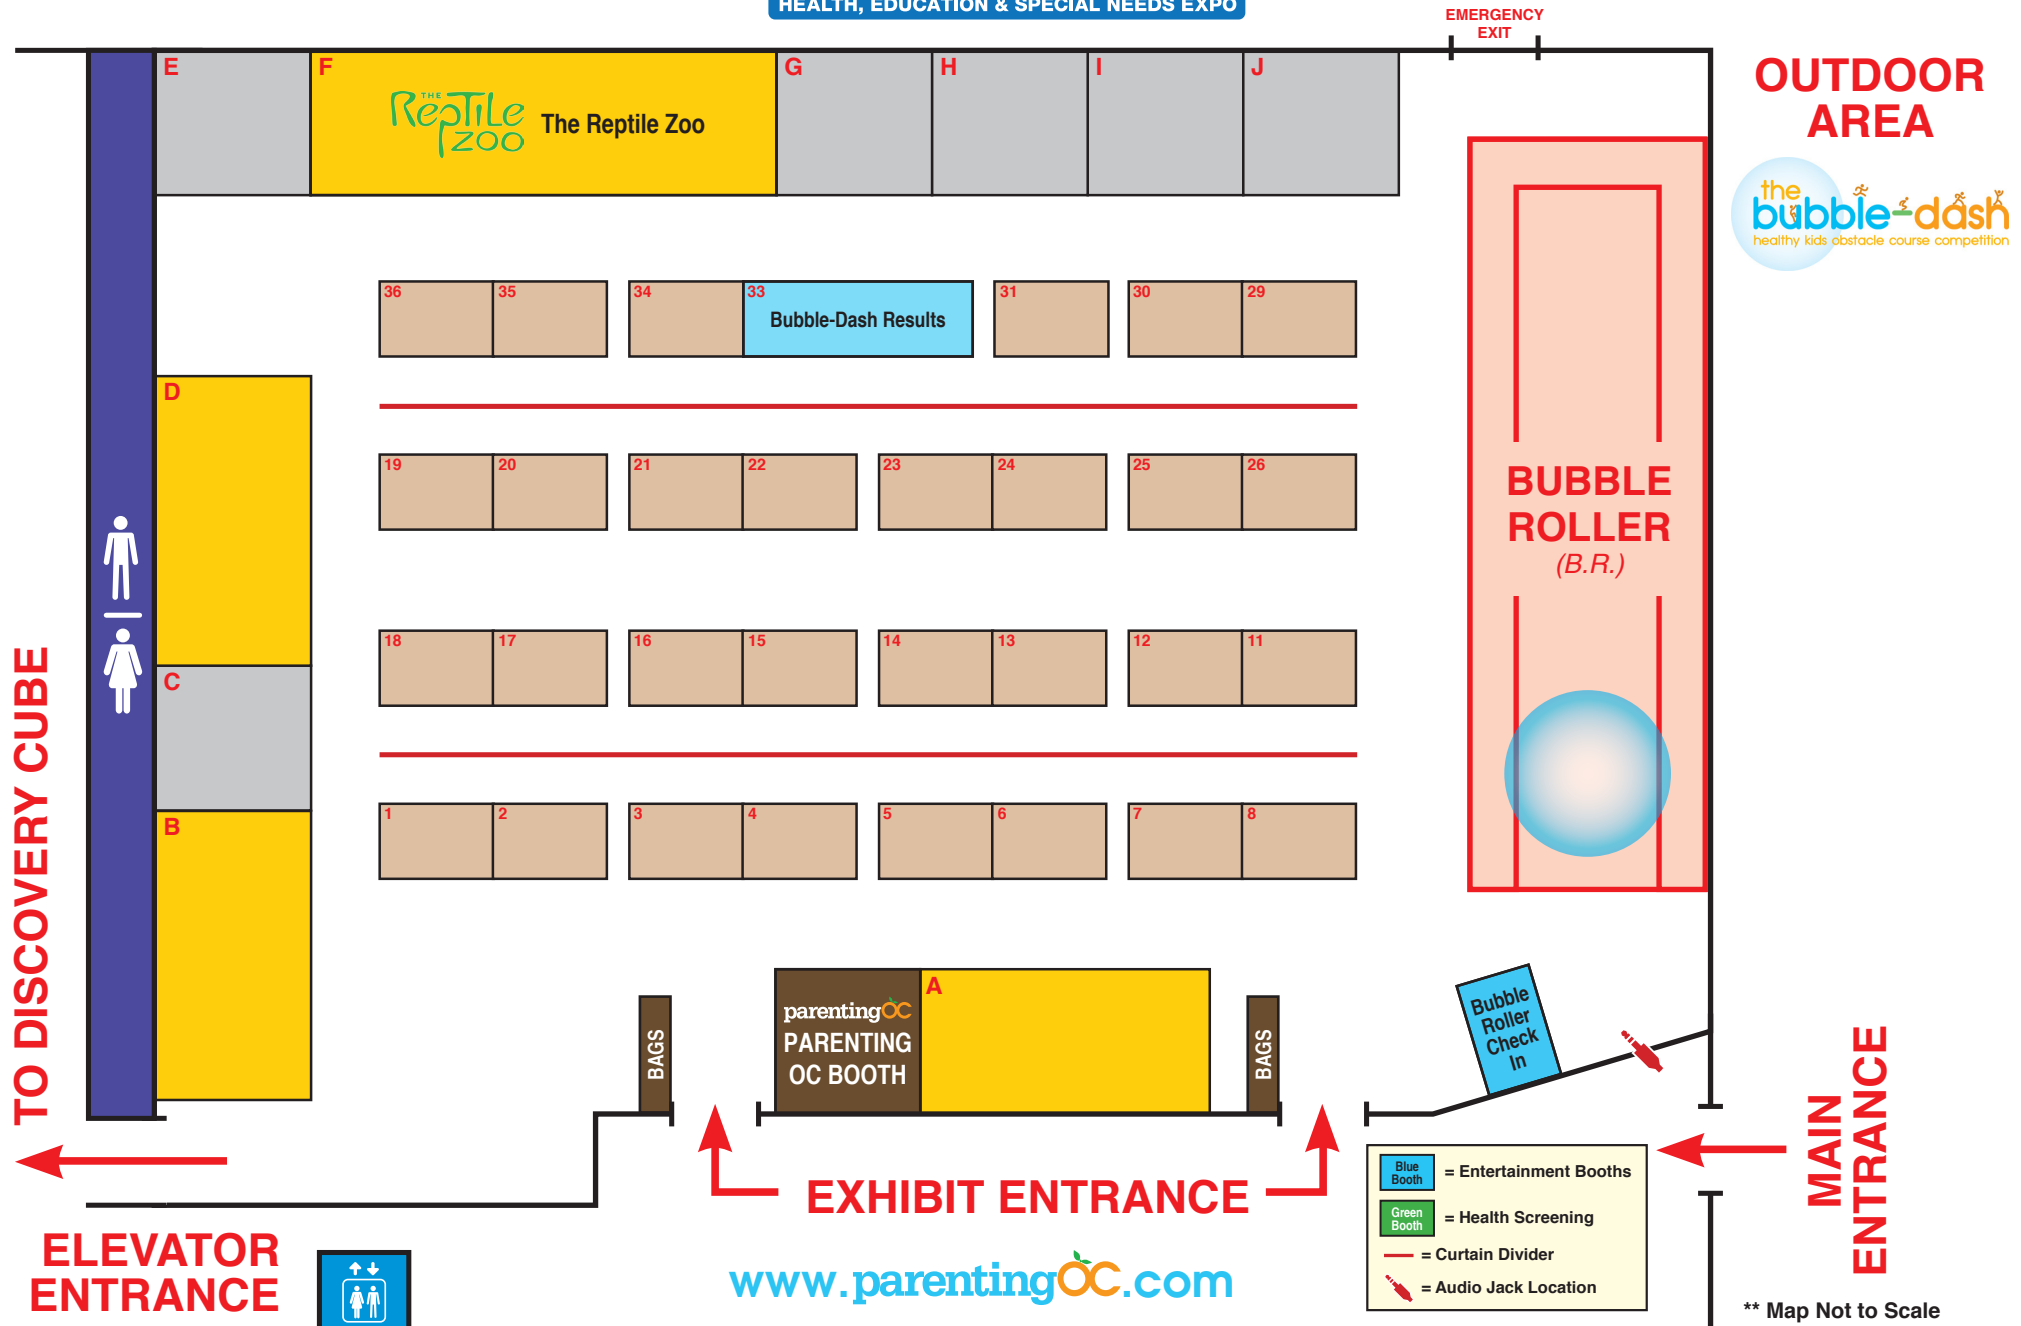 HEALTH, EDUCATION & SPECIAL NEEDS EXPO
EMERGENCY
EXIT
E
F
G
H
I
J
THE
RepTiLe
ZOO
The Reptile Zoo
OUTDOOR
AREA
the
bubble-dash
healthy kids obstacle course competition
36
35
34
33
31
30
29
Bubble-Dash Results
D
19
20
21
22
23
24
25
26
BUBBLE
ROLLER
(B.R.)
18
17
16
15
14
13
12
11
C
TO DISCOVERY CUBE
1
2
3
4
5
6
7
8
B
parentingOC
PARENTING
OC BOOTH
A
BAGS
BAGS
Bubble
Roller
Check
In
MAIN
ENTRANCE
EXHIBIT ENTRANCE
Blue
Booth
= Entertainment Booths
Green
Booth
= Health Screening
= Curtain Divider
= Audio Jack Location
ELEVATOR
ENTRANCE
www.parentingOC.com
** Map Not to Scale